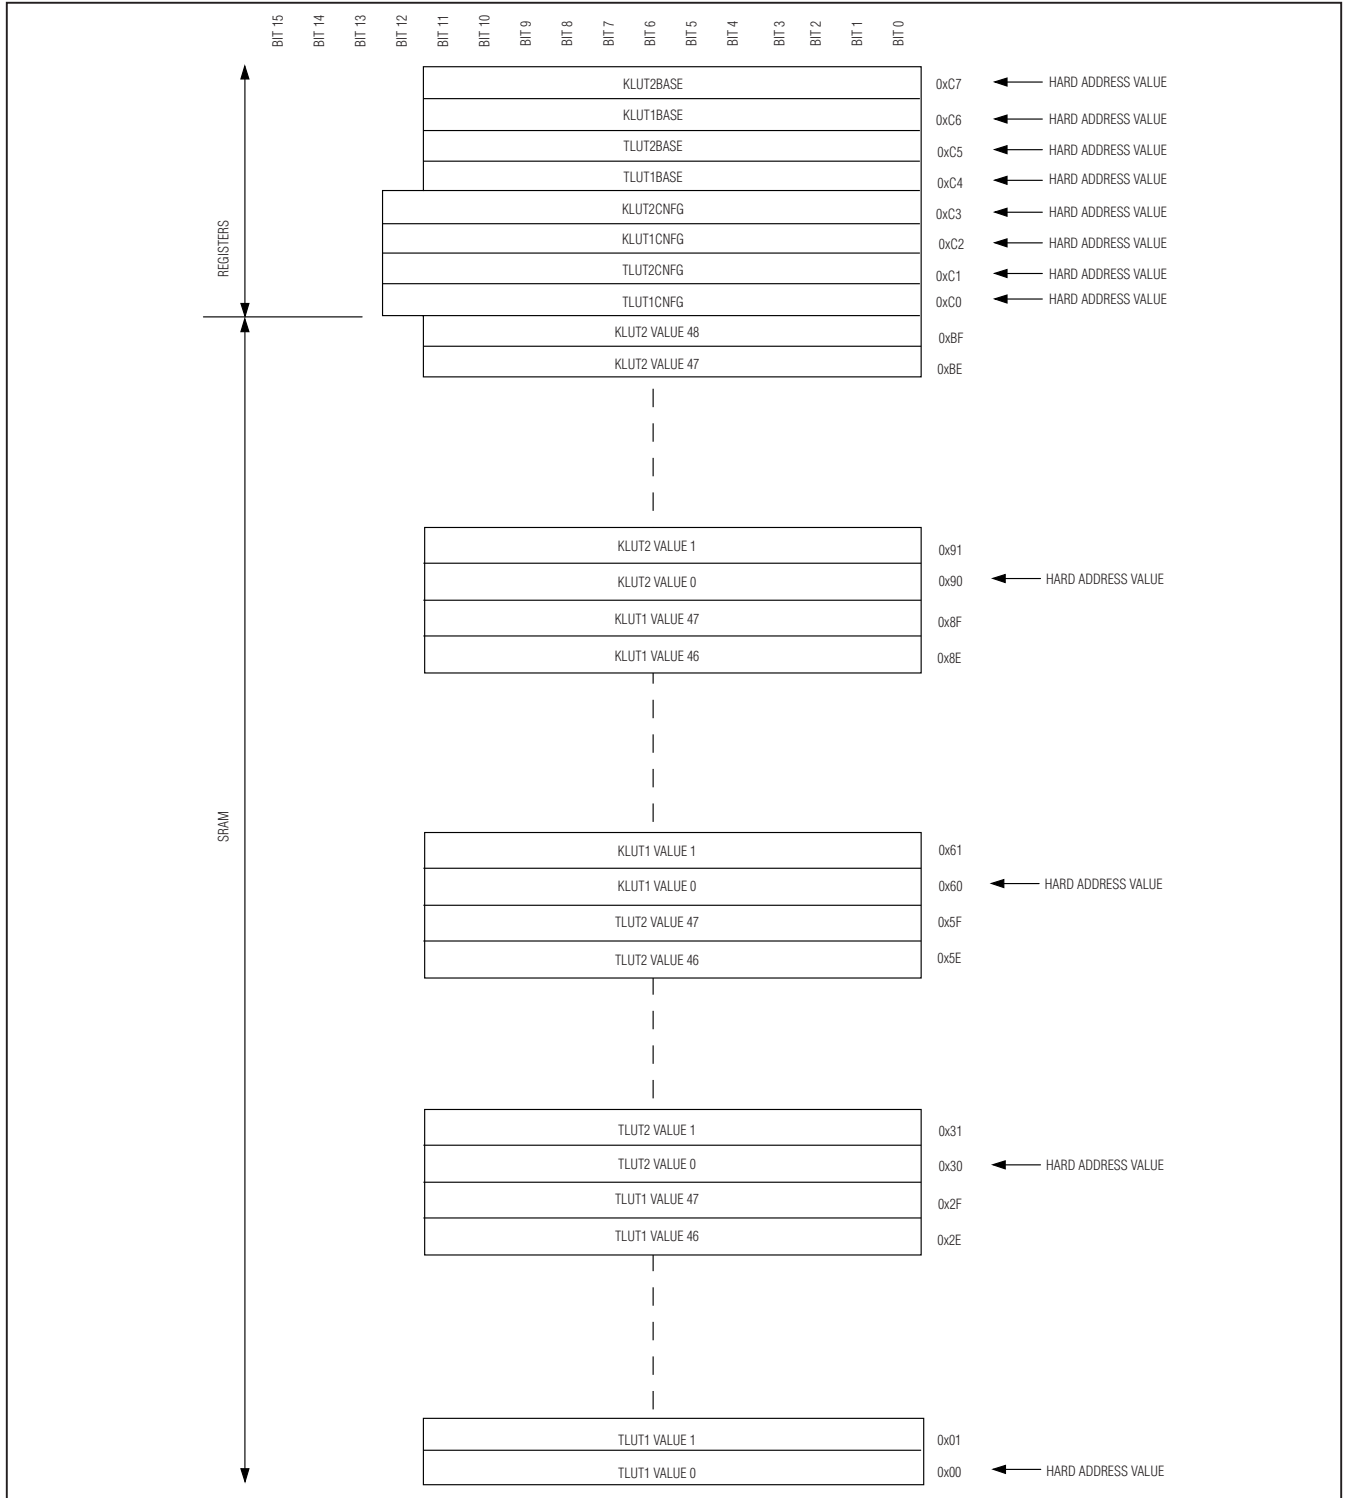 BIT 15 BIT 14 BIT 13 BIT 12 BIT 11 BIT 10 BIT 9 BIT 8 BIT 7 BIT 6 BIT 5 BIT 4 BIT 3 BIT 2 BIT 1 BIT 0
KLUT2BASE 0xC7 HARD ADDRESS VALUE
KLUT1BASE 0xC6 HARD ADDRESS VALUE
TLUT2BASE 0xC5 HARD ADDRESS VALUE
TLUT1BASE 0xC4 HARD ADDRESS VALUE
KLUT2CNFG 0xC3 HARD ADDRESS VALUE
REGISTERS
KLUT1CNFG 0xC2 HARD ADDRESS VALUE
TLUT2CNFG 0xC1 HARD ADDRESS VALUE
TLUT1CNFG 0xC0 HARD ADDRESS VALUE
KLUT2 VALUE 48 0xBF
KLUT2 VALUE 47 0xBE
KLUT2 VALUE 1 0x91
KLUT2 VALUE 0 0x90 HARD ADDRESS VALUE
KLUT1 VALUE 47 0x8F
KLUT1 VALUE 46 0x8E
SRAM
KLUT1 VALUE 1 0x61
KLUT1 VALUE 0 0x60 HARD ADDRESS VALUE
TLUT2 VALUE 47 0x5F
TLUT2 VALUE 46 0x5E
TLUT2 VALUE 1 0x31
TLUT2 VALUE 0 0x30 HARD ADDRESS VALUE
TLUT1 VALUE 47 0x2F
TLUT1 VALUE 46 0x2E
TLUT1 VALUE 1 0x01
TLUT1 VALUE 0 0x00 HARD ADDRESS VALUE